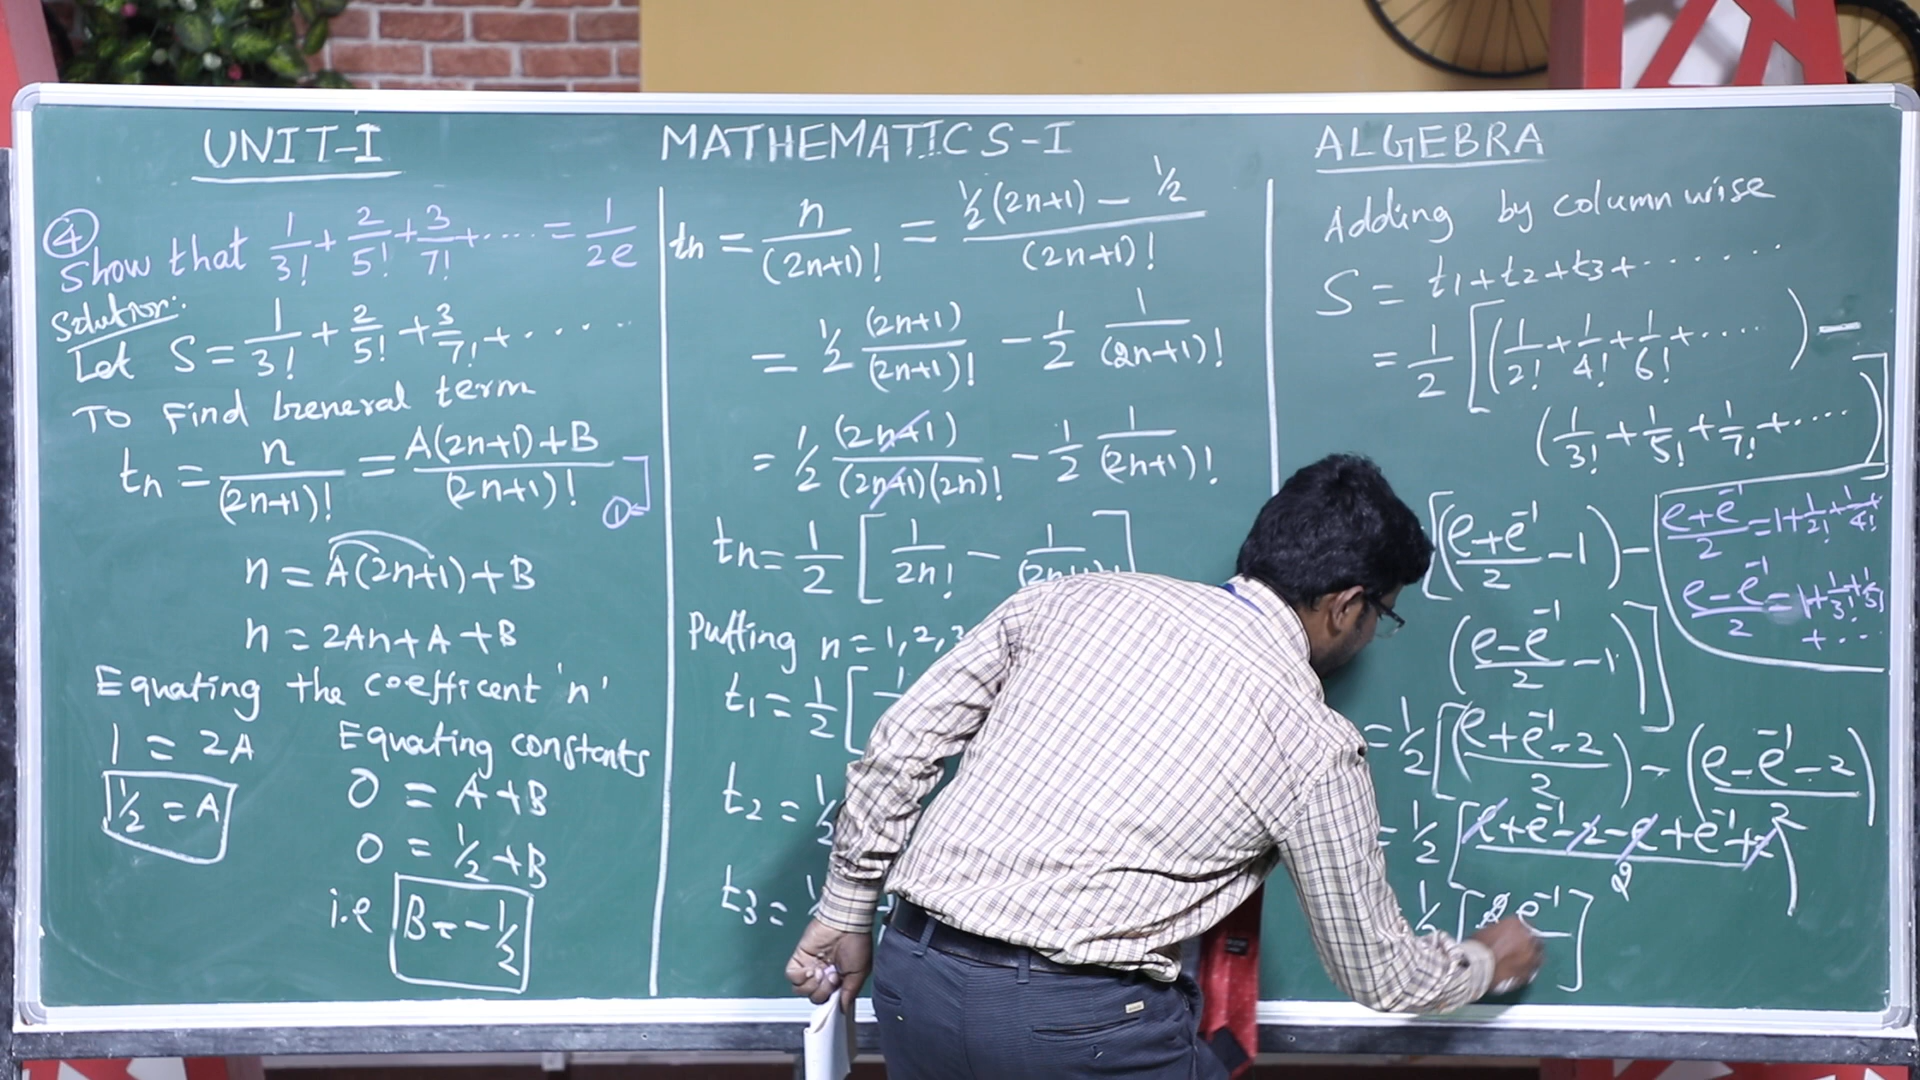 UNIT-I
④
Show that 1/3! + 2/5! + 3/7! + ..... = 1/2e
Solution:
Let S = 1/3! + 2/5! + 3/7! + .....
To Find General term
tn = n/(2n+1)! = A(2n+1)+B/(2n+1)! ①
n = A(2n+1)+B
n = 2An+A+B
Equating the coefficent 'n'
1 = 2A
½ = A
Equating constants
0 = A+B
0 = ½+B
i.e B = -½
MATHEMATICS-I
tn = n/(2n+1)! = ½(2n+1) - ½/(2n+1)!
= ½ (2n+1)/(2n+1)! - 1/2 1/(2n+1)!
= ½ (2n+1)/(2n+1)(2n)! - 1/2 1/(2n+1)!
tn = 1/2 [1/2n! -
Putting n = 1, 2,
t1 = 1/2 [
t2 =
t3 =
ALGEBRA
Adding by column wise
S = t1+t2+t3+.......
= 1/2 [(1/2! + 1/4! + 1/6! + .....) -
(1/3! + 1/5! + 1/7! + .....)]
[(e+e⁻¹/2 - 1) -
(e-e⁻¹/2 - 1)]
e+e⁻¹/2 = 1+1/2!+1/4!+
e-e⁻¹/2 = 1+1/3!+1/5!
+...
= ½[(e+e⁻¹-2/2) - (e-e⁻¹-2/2)
= ½[e+e⁻¹-2-e+e⁻¹+2/2]
½[2e⁻¹